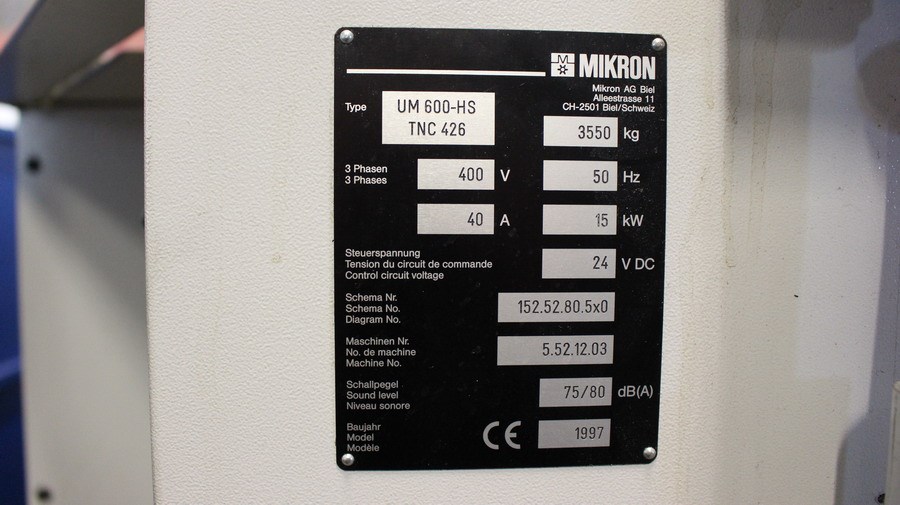 MIKRON
Mikron AG Biel
Alleestrasse 11
CH-2501 Biel/Schweiz
Type UM 600-HS
TNC 426
3550 kg
3 Phasen
3 Phases
400 V
50 Hz
40 A
15 kW
Steuerspannung
Tension du circuit de commande
Control circuit voltage
24 V DC
Schema Nr.
Schema No.
Diagram No.
152.52.80.5x0
Maschinen Nr.
No. de machine
Machine No.
5.52.12.03
Schallpegel
Sound level
Niveau sonore
75/80 dB(A)
Baujahr
Model
Modèle
CE
1997